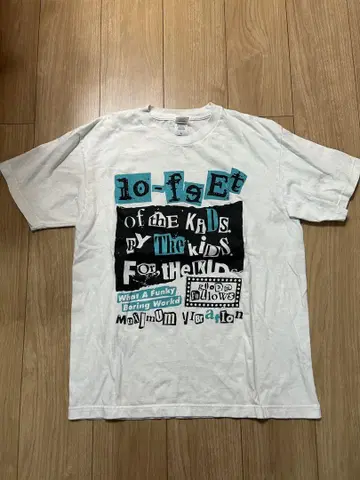 10-feet
of the KiDS.
BY The kids
For the KIDs
What A Funky
Boring World
Maximum Vibration